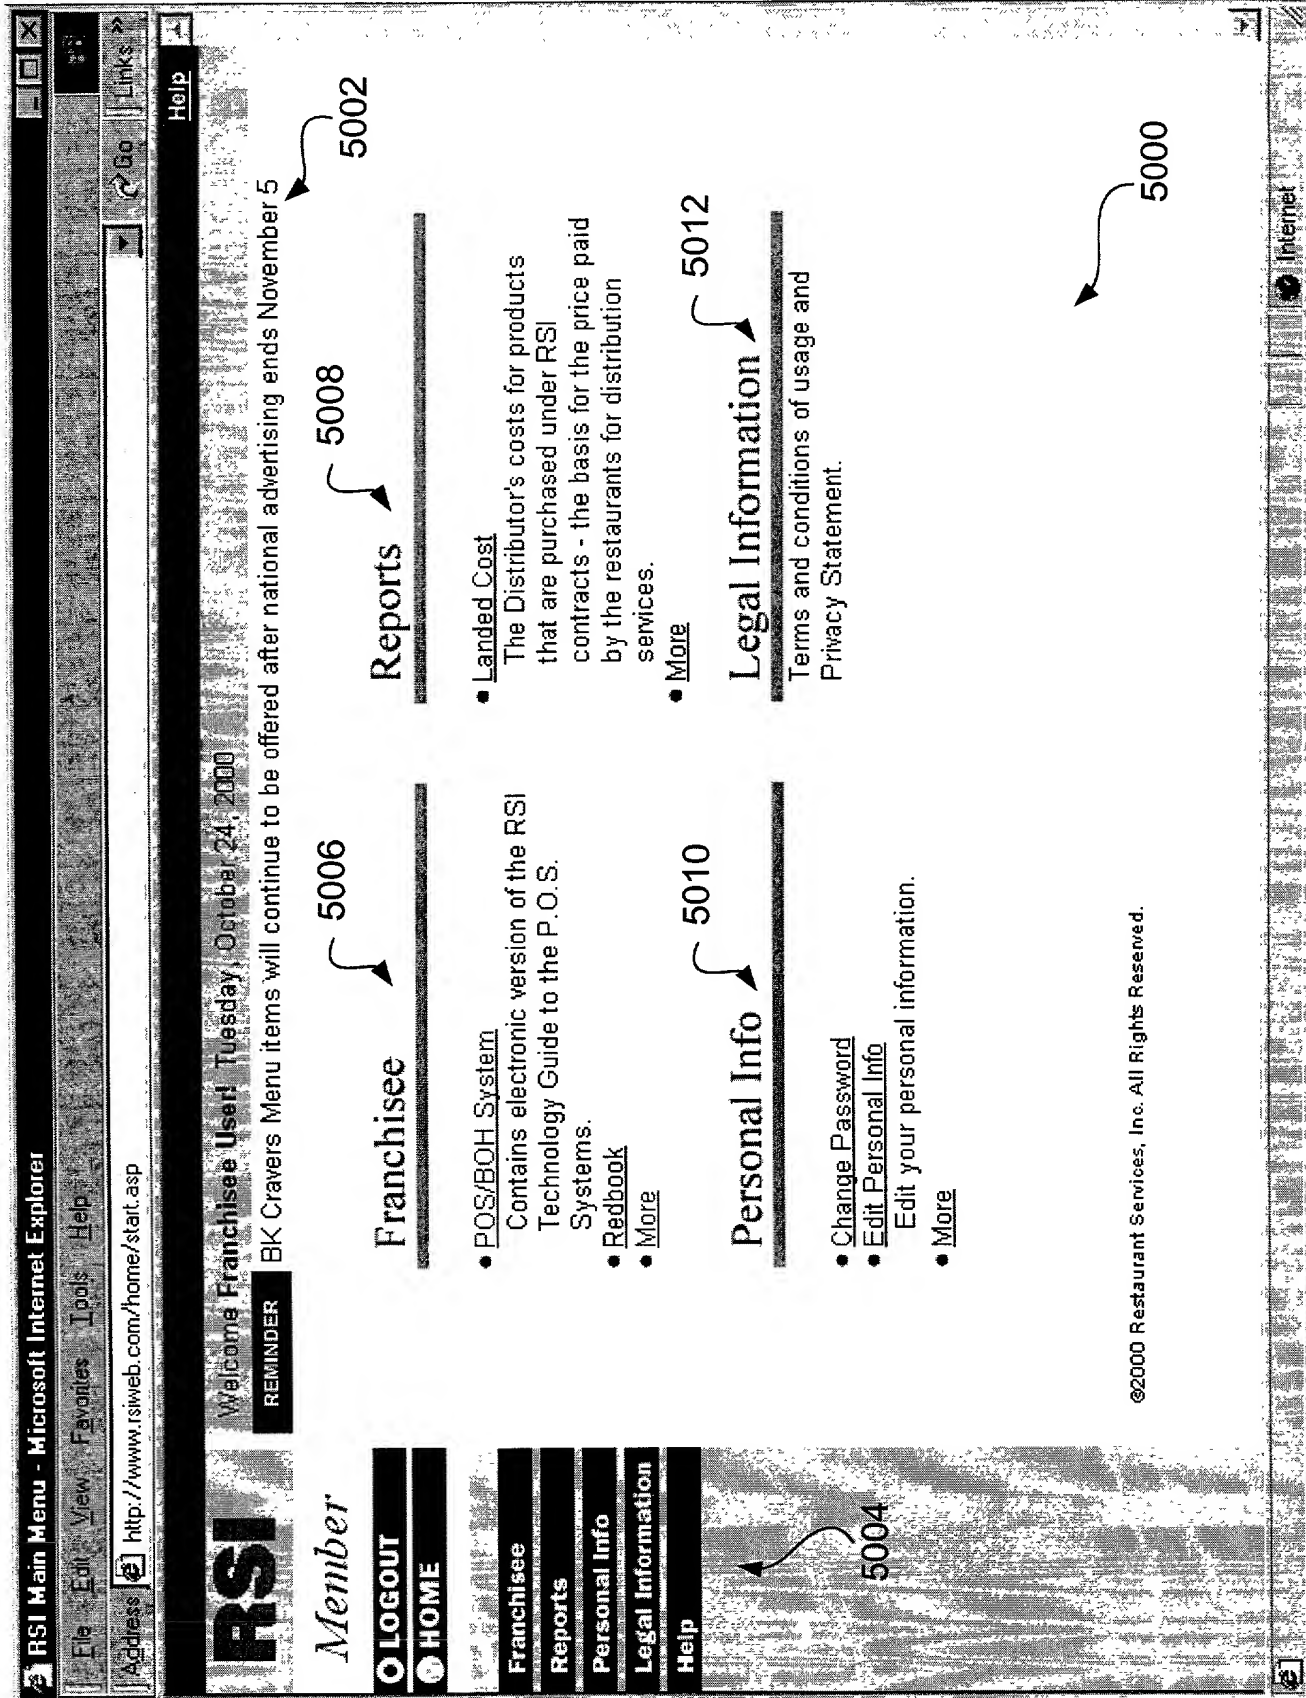 RSI Main Menu - Microsoft Internet Explorer
File Edit View Favorites Tools Help
Address http://www.rsiweb.com/home/start.asp Go Links »
Help
RSI
Welcome Franchisee User! Tuesday, October 24, 2000
REMINDER BK Cravers Menu items will continue to be offered after national advertising ends November 5
5002
Member
LOGOUT
HOME
Franchisee
Reports
Personal Info
Legal Information
Help
5004
5006
Franchisee
• POS/BOH System
Contains electronic version of the RSI
Technology Guide to the P.O.S.
Systems.
• Redbook
• More
5008
Reports
• Landed Cost
The Distributor's costs for products
that are purchased under RSI
contracts - the basis for the price paid
by the restaurants for distribution
services.
• More
5010
Personal Info
• Change Password
• Edit Personal Info
Edit your personal information.
• More
5012
Legal Information
Terms and conditions of usage and
Privacy Statement.
5000
©2000 Restaurant Services, Inc. All Rights Reserved.
Internet